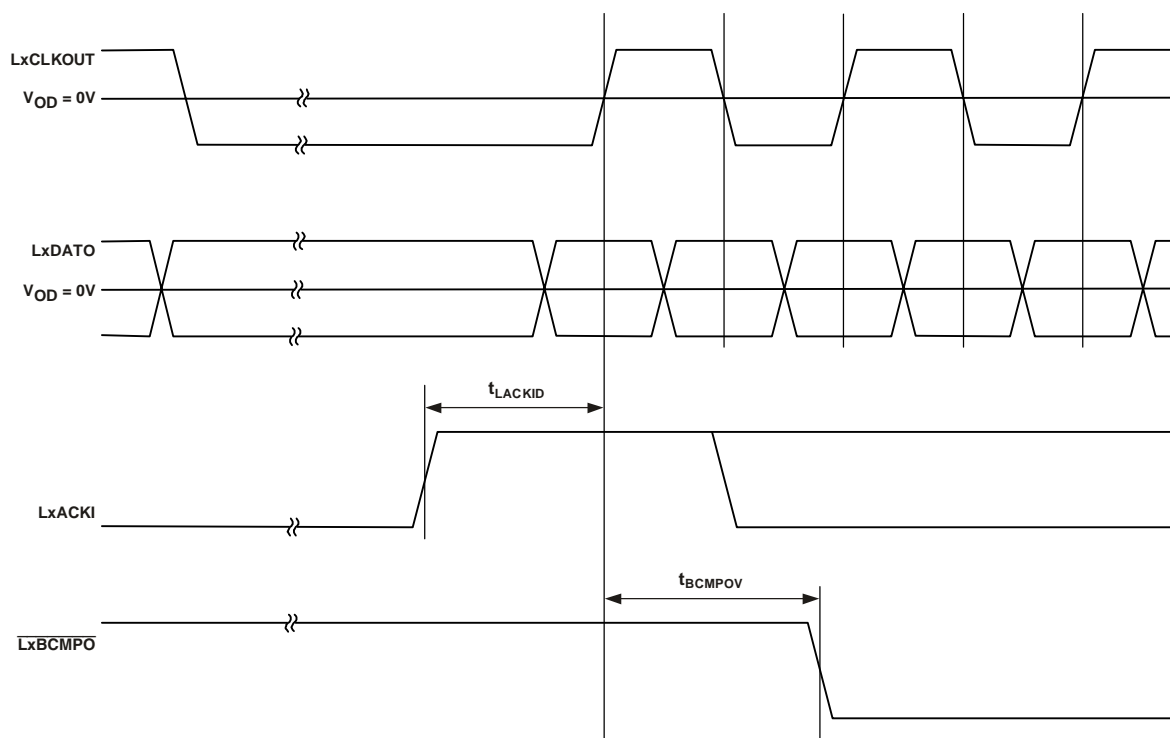 LxCLKOUT
VOD = 0V
LxDATO
VOD = 0V
tLACKID
LxACKI
tBCMPOV
LxBCMPO